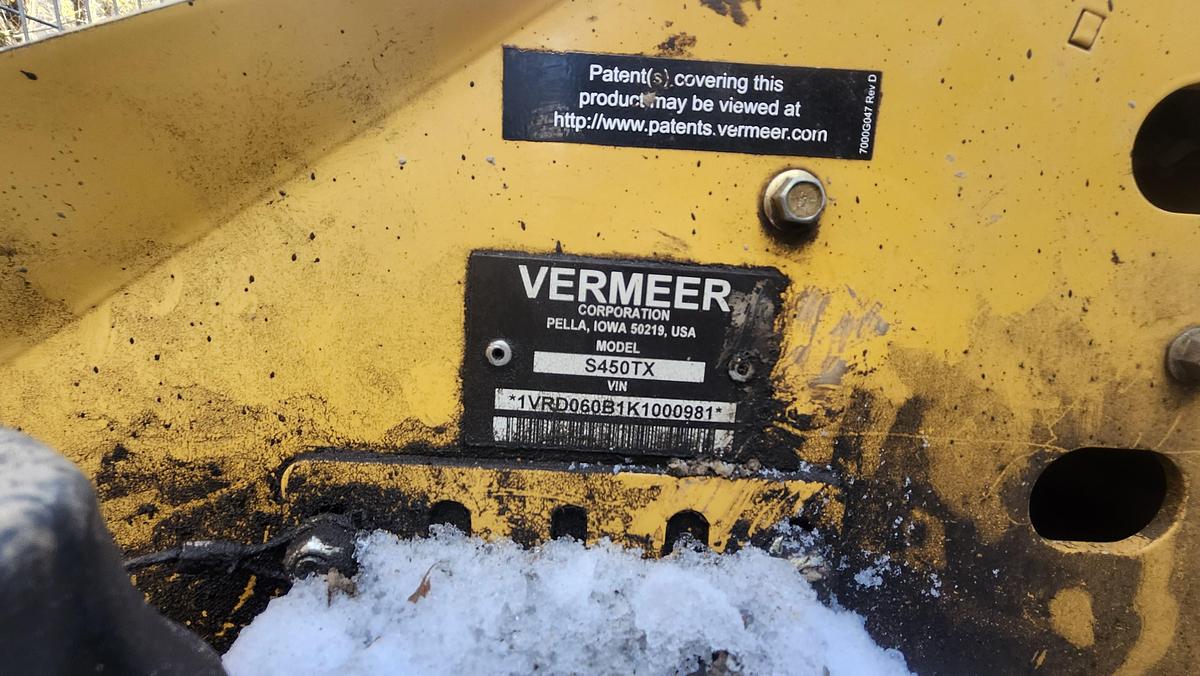 Patent(s) covering this
product may be viewed at
http://www.patents.vermeer.com
7000G047 Rev D
VERMEER
CORPORATION
PELLA, IOWA 50219, USA
MODEL
S450TX
VIN
*1VRD060B1K1000981*